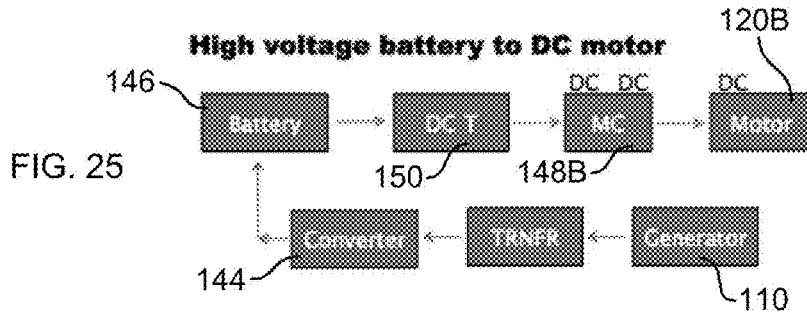 120B
High voltage battery to DC motor
146
DC DC DC
Battery DC T MC Motor
FIG. 25
150 148B
Converter TRNFR Generator
144 110